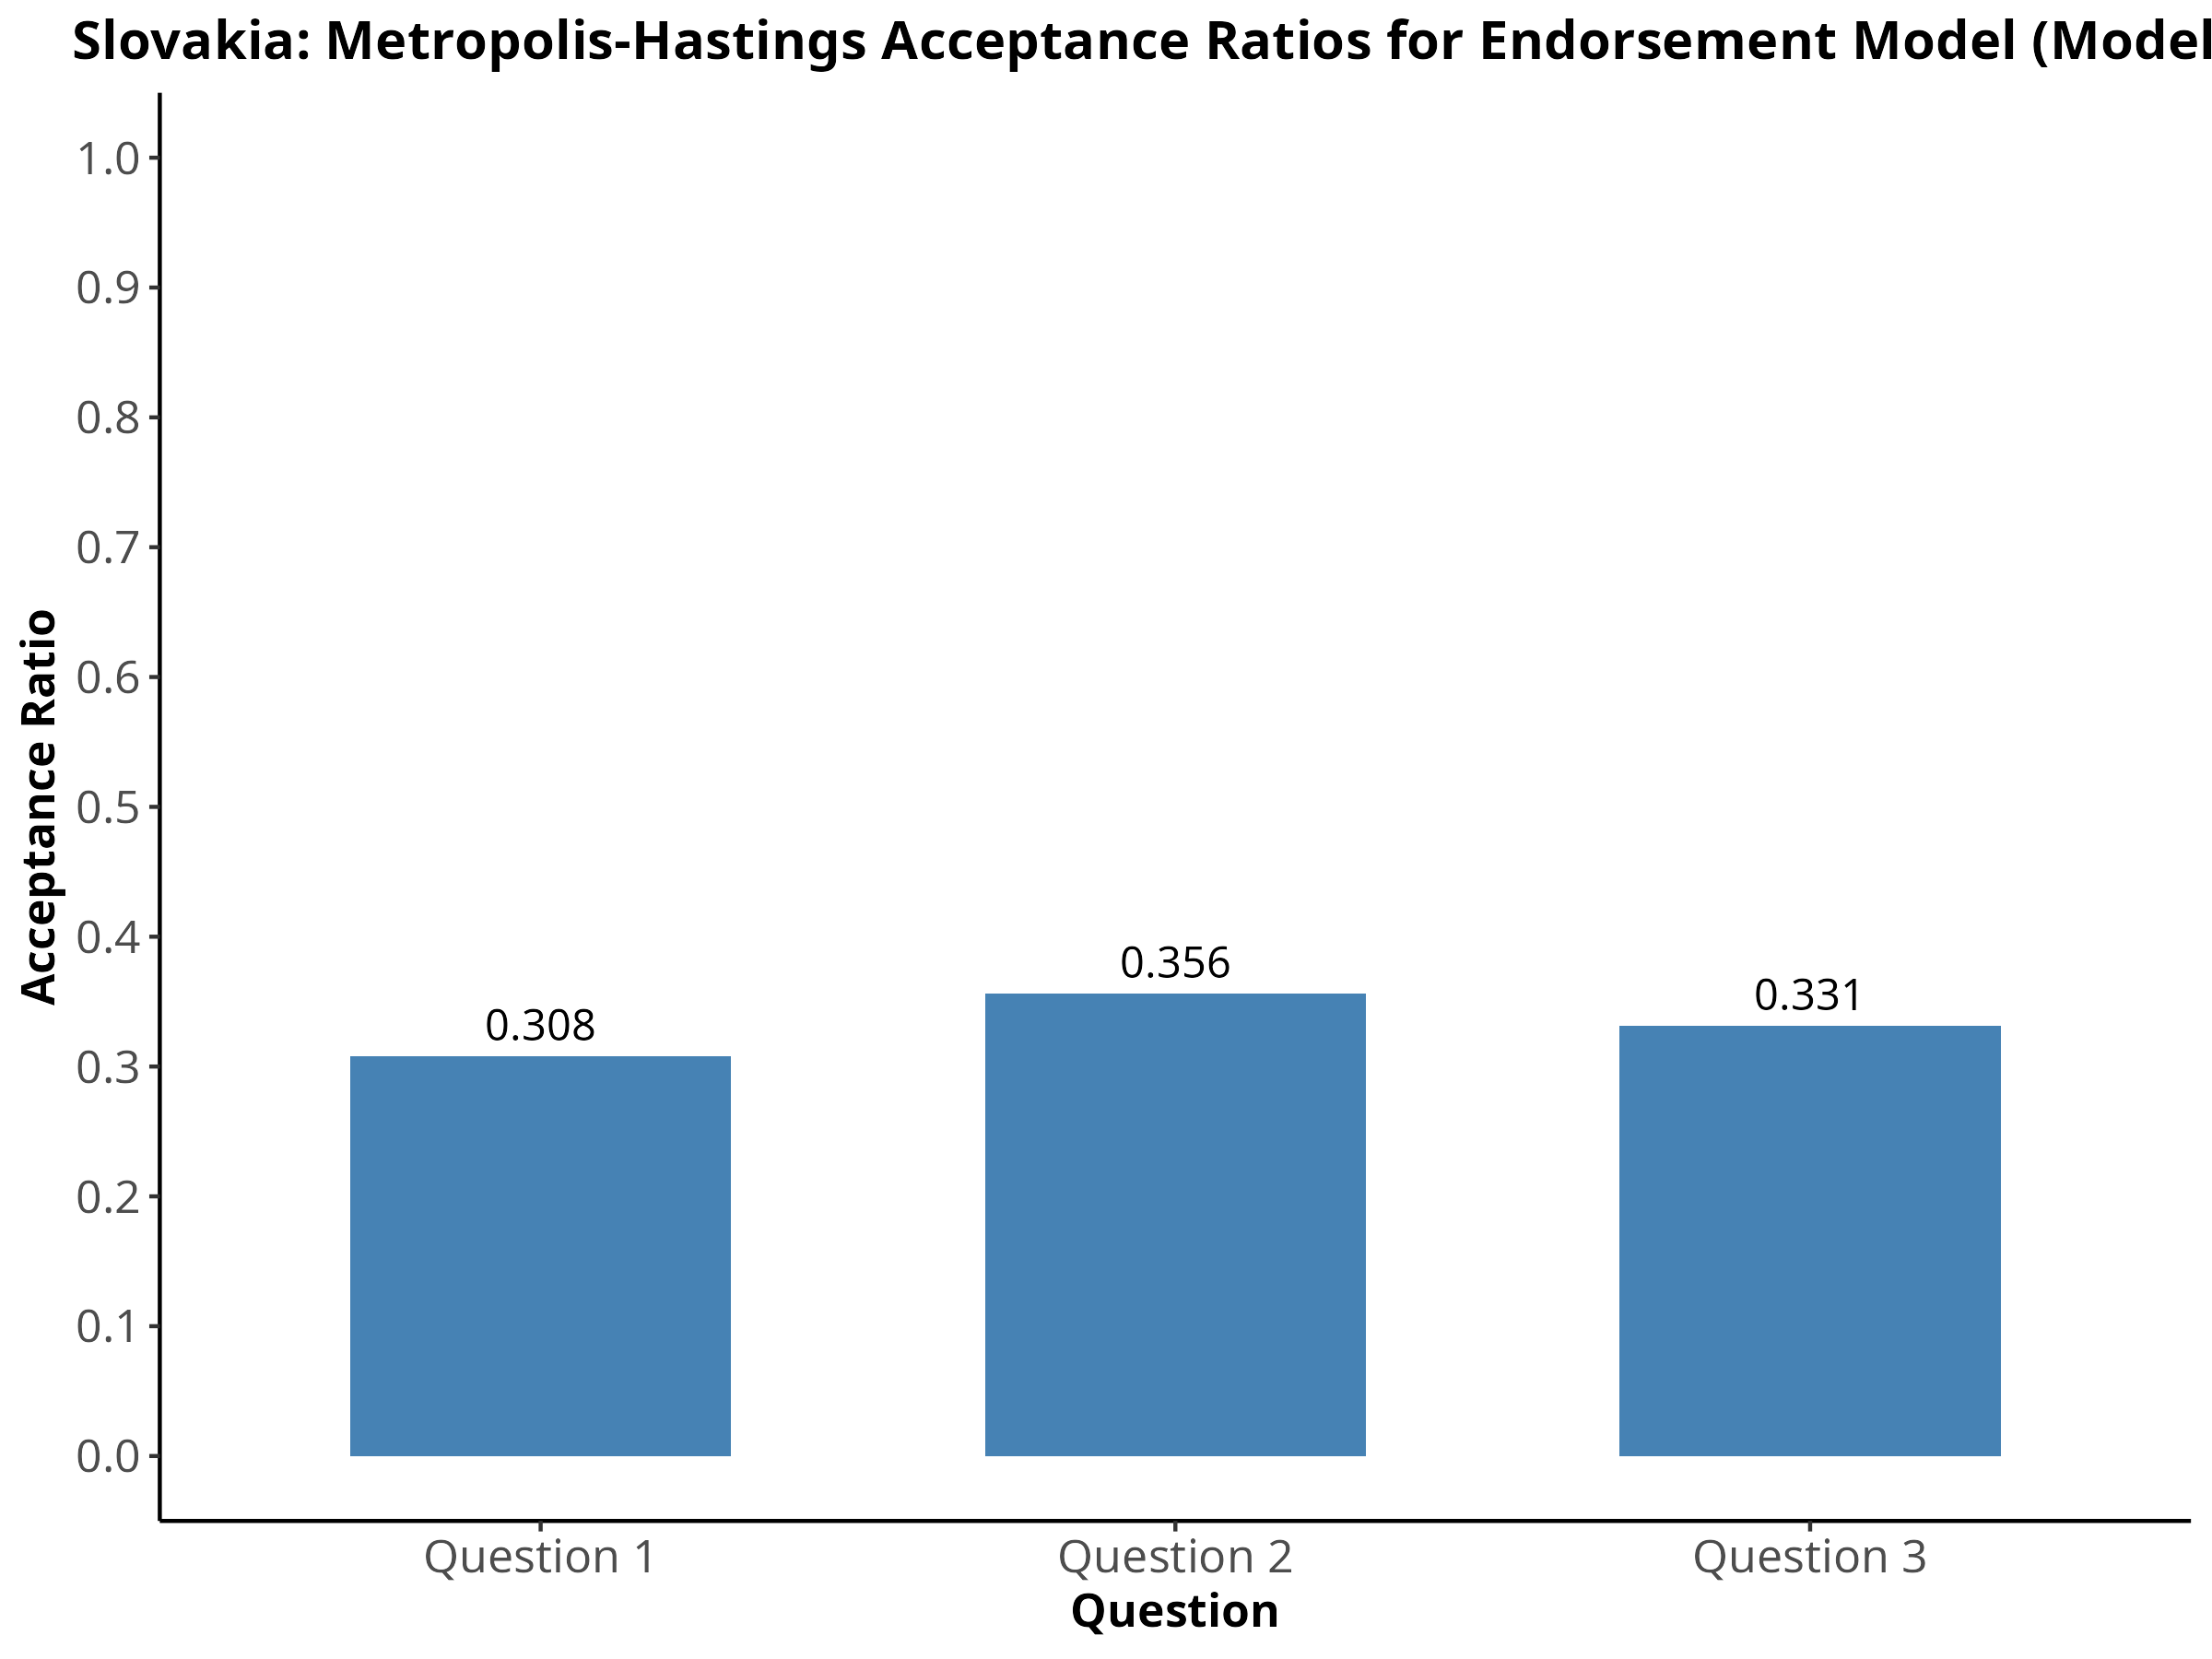 Slovakia: Metropolis-Hastings Acceptance Ratios for Endorsement Model (Model
1.0
0.9
0.8
0.7
0.6
0.5
0.4
0.3
0.2
0.1
0.0
Acceptance Ratio
0.308
0.356
0.331
Question 1
Question 2
Question 3
Question